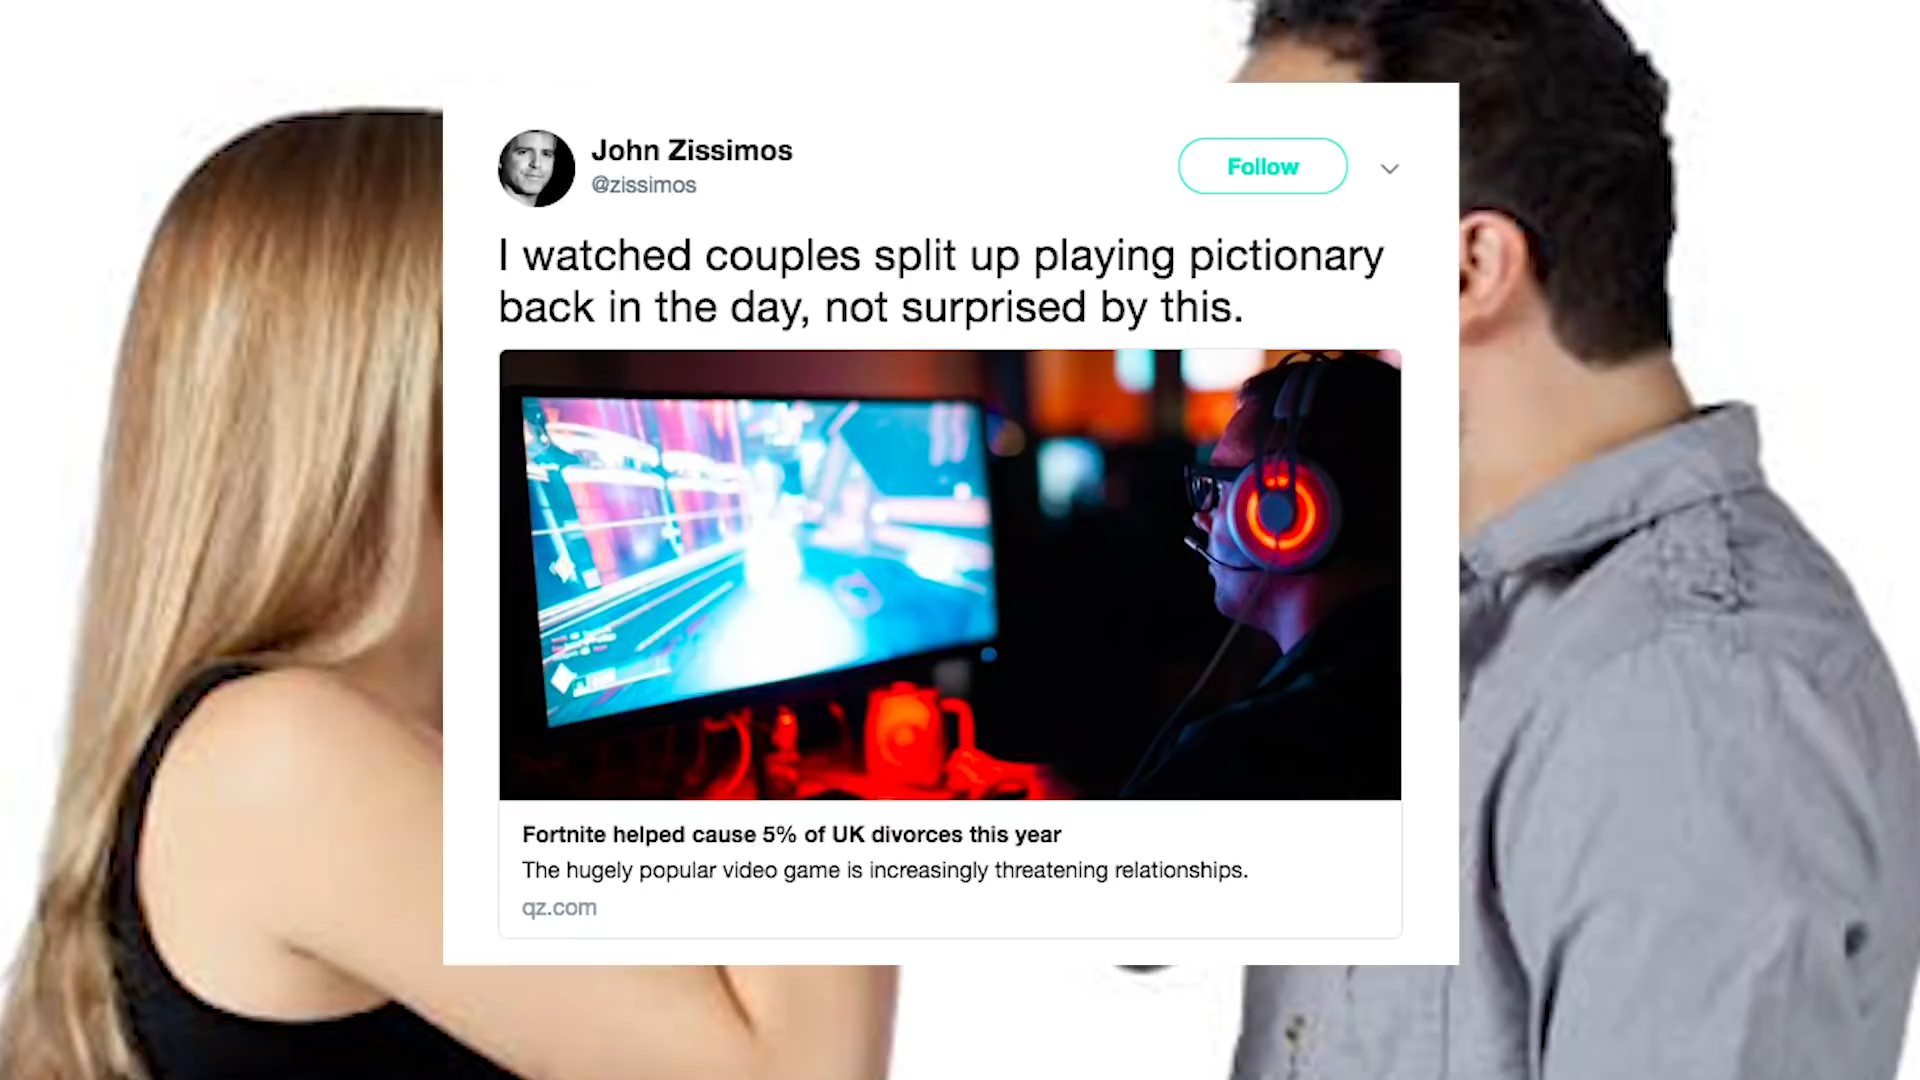 John Zissimos
@zissimos
Follow
I watched couples split up playing pictionary
back in the day, not surprised by this.
Fortnite helped cause 5% of UK divorces this year
The hugely popular video game is increasingly threatening relationships.
qz.com